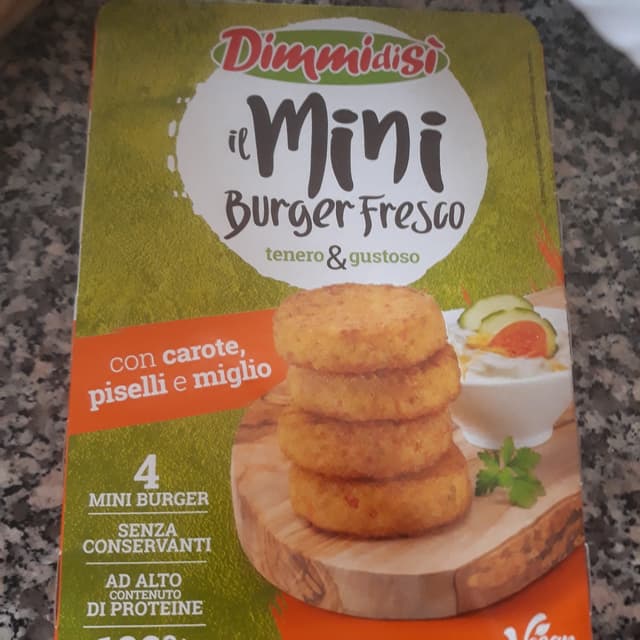 Dimmidisì
il Mini
Burger Fresco
tenero & gustoso
con carote,
piselli e miglio
4
MINI BURGER
SENZA
CONSERVANTI
AD ALTO
CONTENUTO
DI PROTEINE